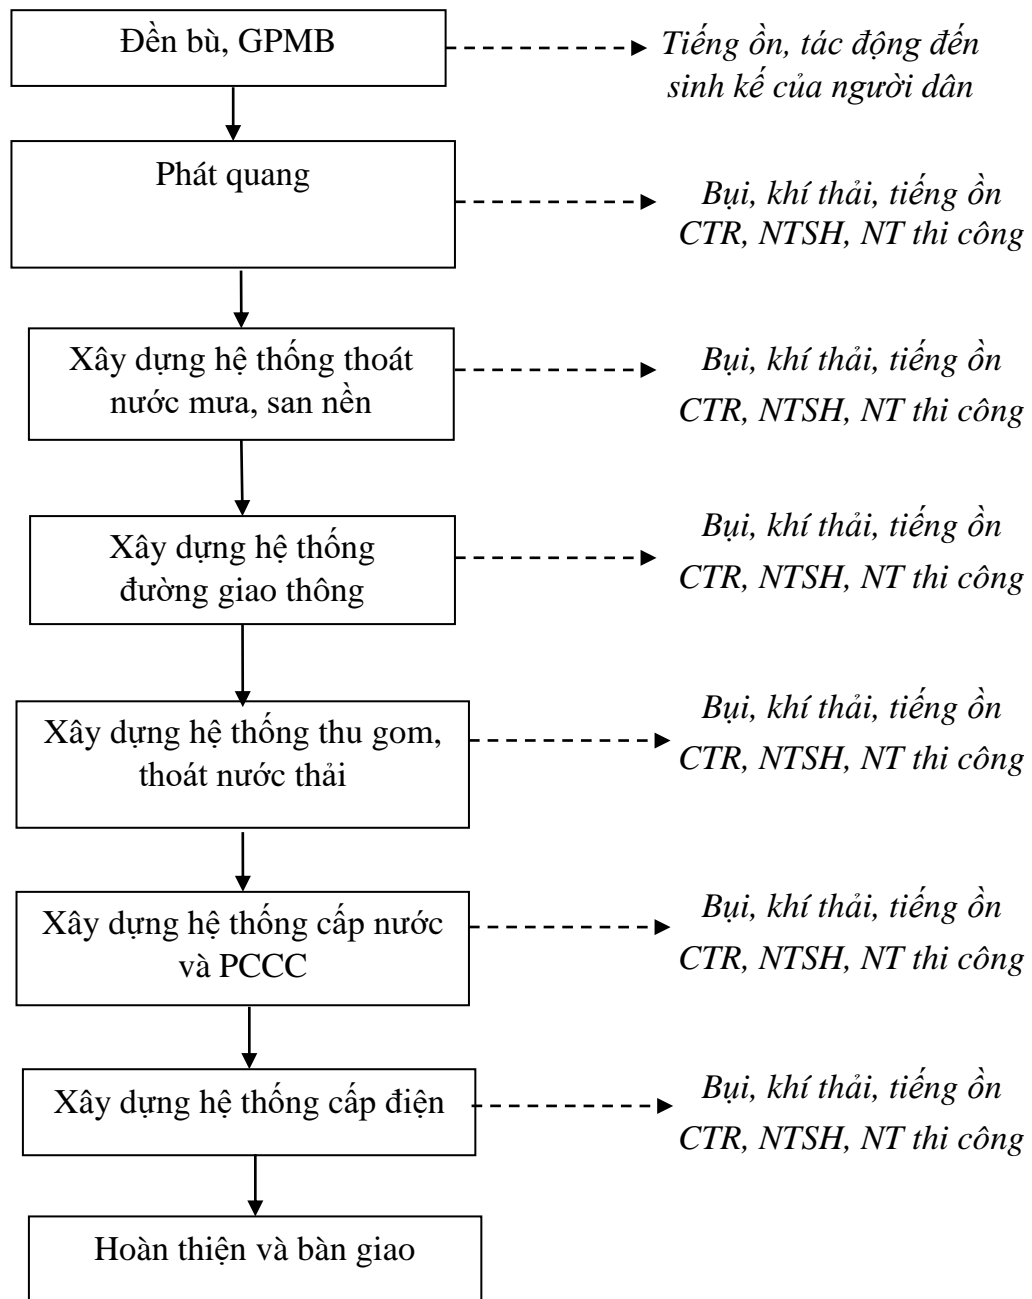 Đền bù, GPMB
Tiếng ồn, tác động đến
sinh kế của người dân
Phát quang
Bụi, khí thải, tiếng ồn
CTR, NTSH, NT thi công
Xây dựng hệ thống thoát
nước mưa, san nền
Bụi, khí thải, tiếng ồn
CTR, NTSH, NT thi công
Xây dựng hệ thống
đường giao thông
Bụi, khí thải, tiếng ồn
CTR, NTSH, NT thi công
Xây dựng hệ thống thu gom,
thoát nước thải
Bụi, khí thải, tiếng ồn
CTR, NTSH, NT thi công
Xây dựng hệ thống cấp nước
và PCCC
Bụi, khí thải, tiếng ồn
CTR, NTSH, NT thi công
Xây dựng hệ thống cấp điện
Bụi, khí thải, tiếng ồn
CTR, NTSH, NT thi công
Hoàn thiện và bàn giao